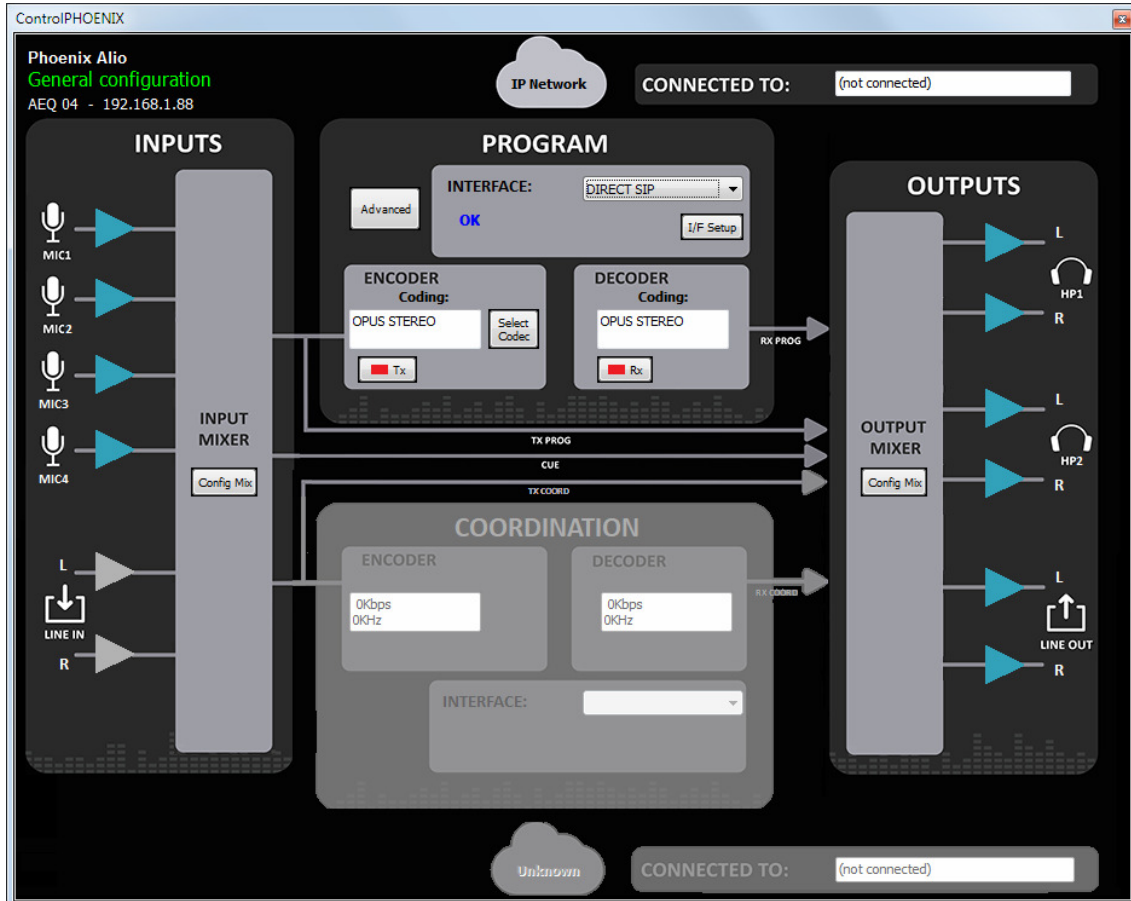 ControlPHOENIX
Phoenix Alio
General configuration
AEQ 04 - 192.168.1.88
IP Network
CONNECTED TO:
(not connected)
INPUTS
MIC1
MIC2
MIC3
MIC4
L
LINE IN
R
INPUT
MIXER
Config Mix
PROGRAM
Advanced
INTERFACE:
DIRECT SIP
OK
I/F Setup
ENCODER
Coding:
OPUS STEREO
Select
Codec
Tx
DECODER
Coding:
OPUS STEREO
Rx
RX PROG
TX PROG
CUE
TX COORD
COORDINATION
ENCODER
0Kbps
0KHz
DECODER
0Kbps
0KHz
RX COORD
INTERFACE:
OUTPUTS
OUTPUT
MIXER
Config Mix
L
HP1
R
L
HP2
R
L
LINE OUT
R
Unknown
CONNECTED TO:
(not connected)